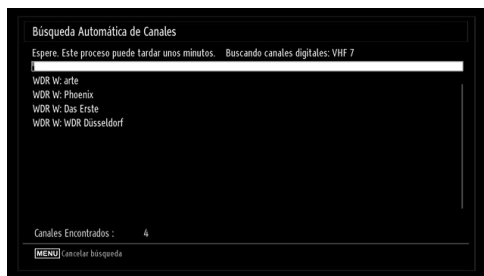 Búsqueda Automática de Canales
Espere. Este proceso puede tardar unos minutos. Buscando canales digitales: VHF 7
WDR W: arte
WDR W: Phoenix
WDR W: Das Erste
WDR W: WDR Düsseldorf
Canales Encontrados : 4
MENU Cancelar búsqueda